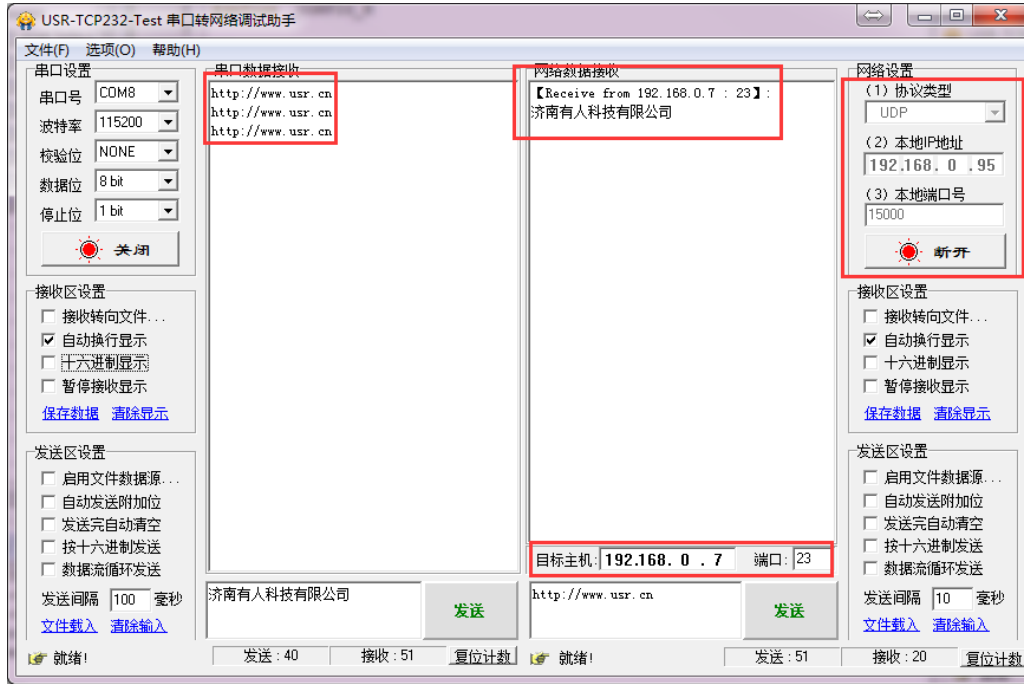 USR-TCP232-Test 串口转网络调试助手
文件(F) 选项(O) 帮助(H)
串口设置
串口号 COM8
波特率 115200
校验位 NONE
数据位 8 bit
停止位 1 bit
关闭
接收区设置
接收转向文件...
自动换行显示
十六进制显示
暂停接收显示
保存数据 清除显示
发送区设置
启用文件数据源...
自动发送附加位
发送完自动清空
按十六进制发送
数据流循环发送
发送间隔 100 毫秒
文件载入 清除输入
就绪!
串口数据接收
http://www.usr.cn
http://www.usr.cn
http://www.usr.cn
济南有人科技有限公司
发送
发送:40 接收:51 复位计数
网络数据接收
【Receive from 192.168.0.7 : 23】:
济南有人科技有限公司
目标主机: 192.168. 0 . 7 端口: 23
http://www.usr.cn
发送
就绪! 发送:51 接收:20 复位计数
网络设置
(1) 协议类型
UDP
(2) 本地IP地址
192.168. 0 .95
(3) 本地端口号
15000
断开
接收区设置
接收转向文件...
自动换行显示
十六进制显示
暂停接收显示
保存数据 清除显示
发送区设置
启用文件数据源...
自动发送附加位
发送完自动清空
按十六进制发送
数据流循环发送
发送间隔 10 毫秒
文件载入 清除输入